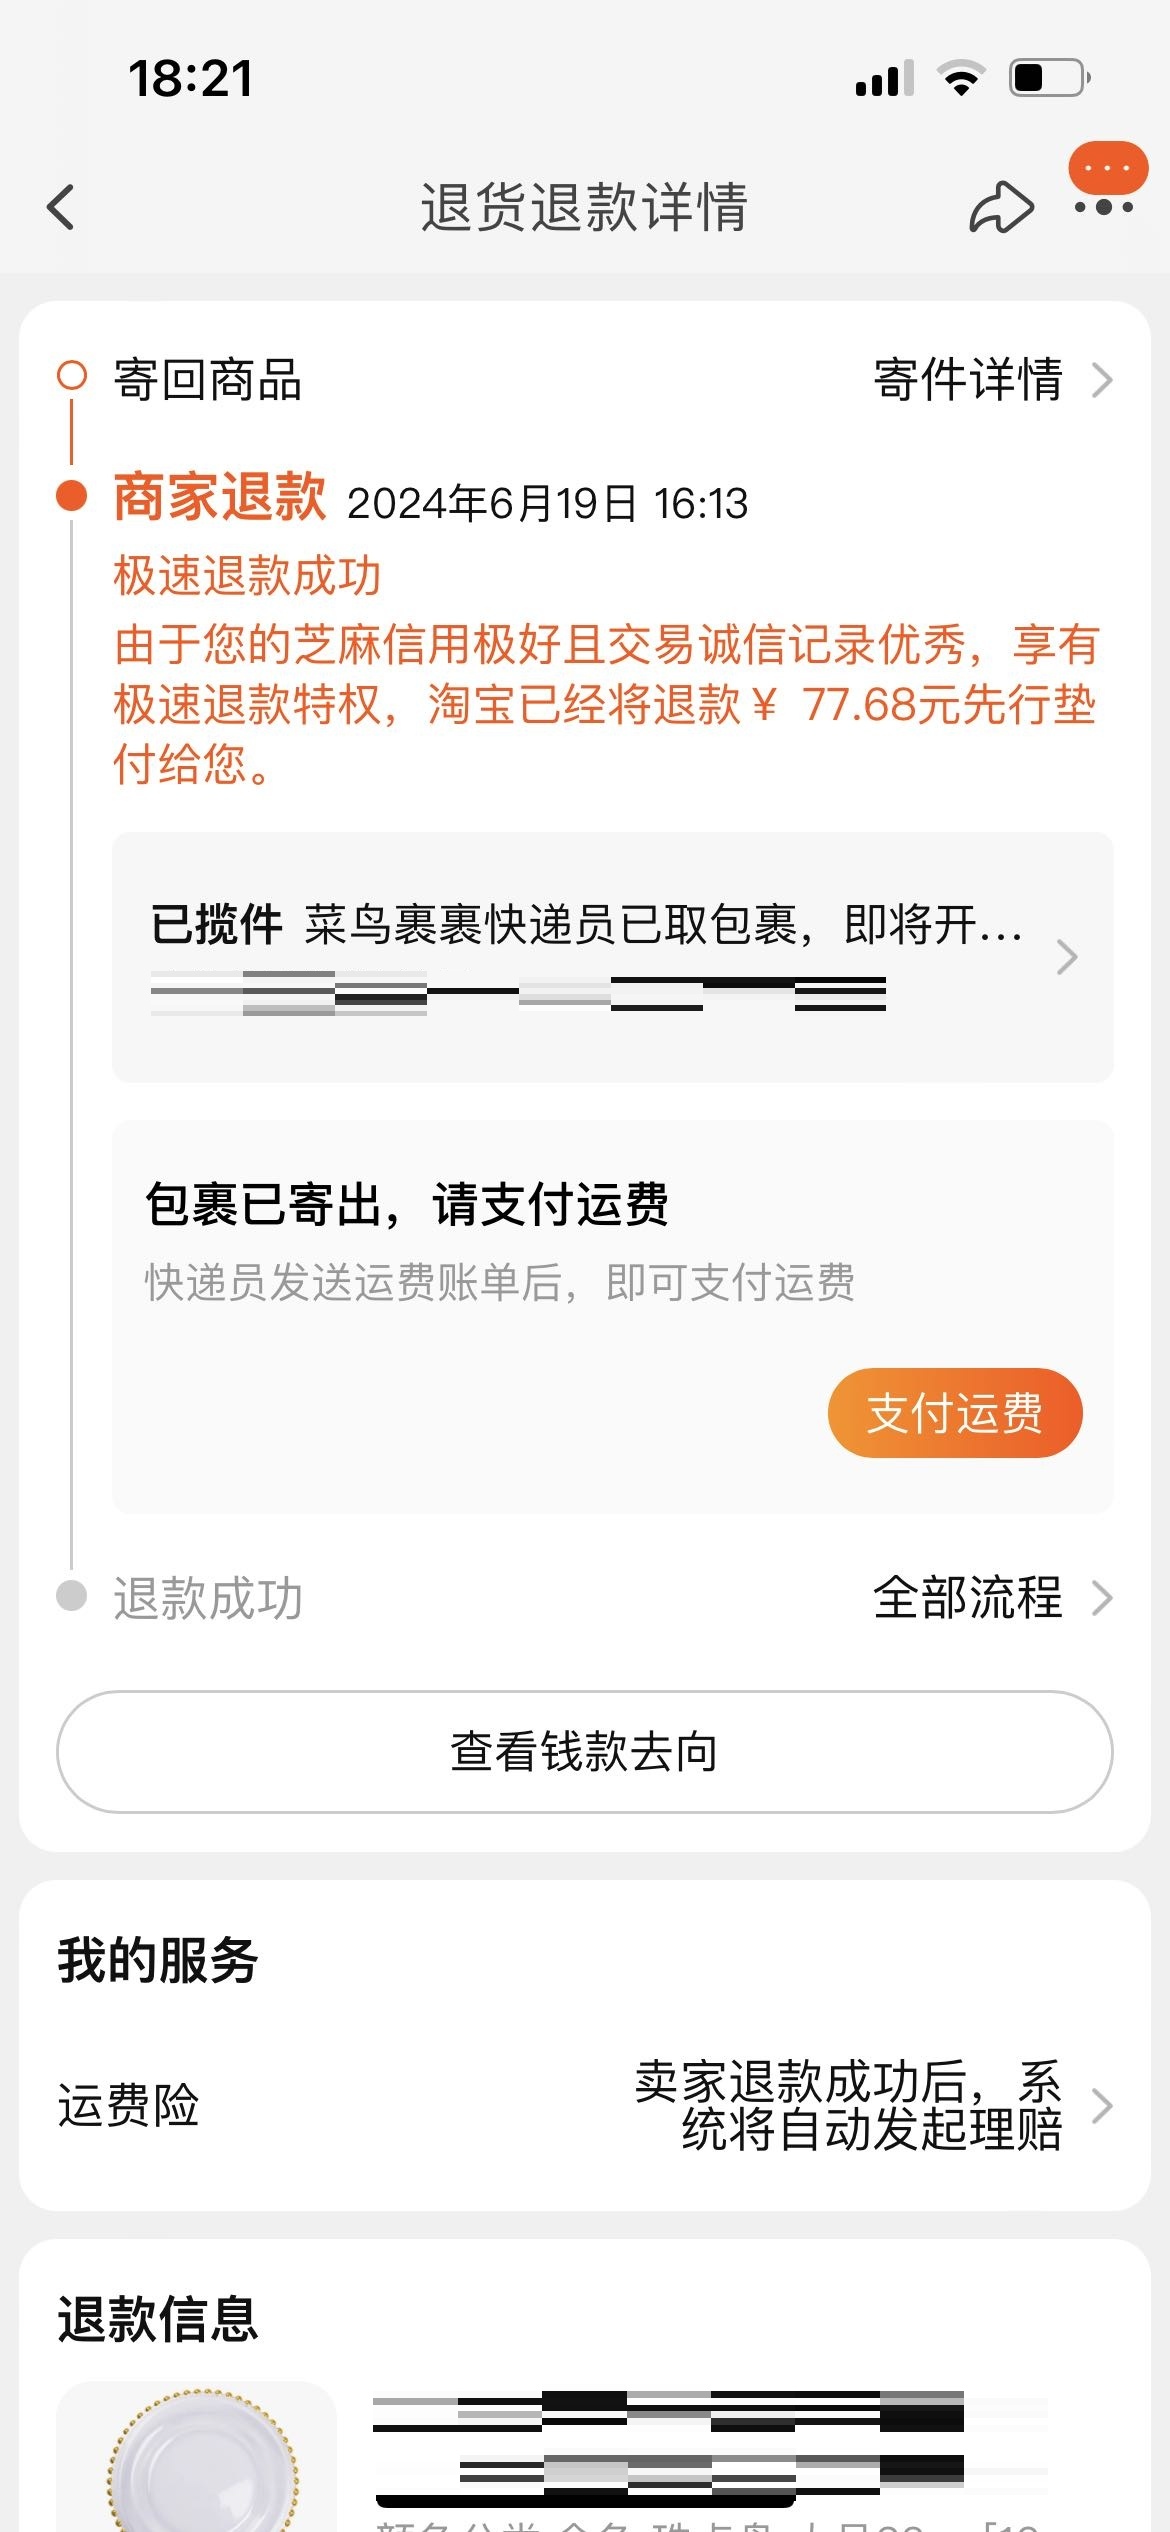 18:21
退货退款详情
寄回商品 寄件详情
商家退款 2024年6月19日 16:13
极速退款成功
由于您的芝麻信用极好且交易诚信记录优秀，享有
极速退款特权，淘宝已经将退款￥ 77.68元先行垫
付给您。
已揽件 菜鸟裹裹快递员已取包裹，即将开...
包裹已寄出，请支付运费
快递员发送运费账单后，即可支付运费
支付运费
退款成功 全部流程
查看钱款去向
我的服务
运费险 卖家退款成功后，系
统将自动发起理赔
退款信息